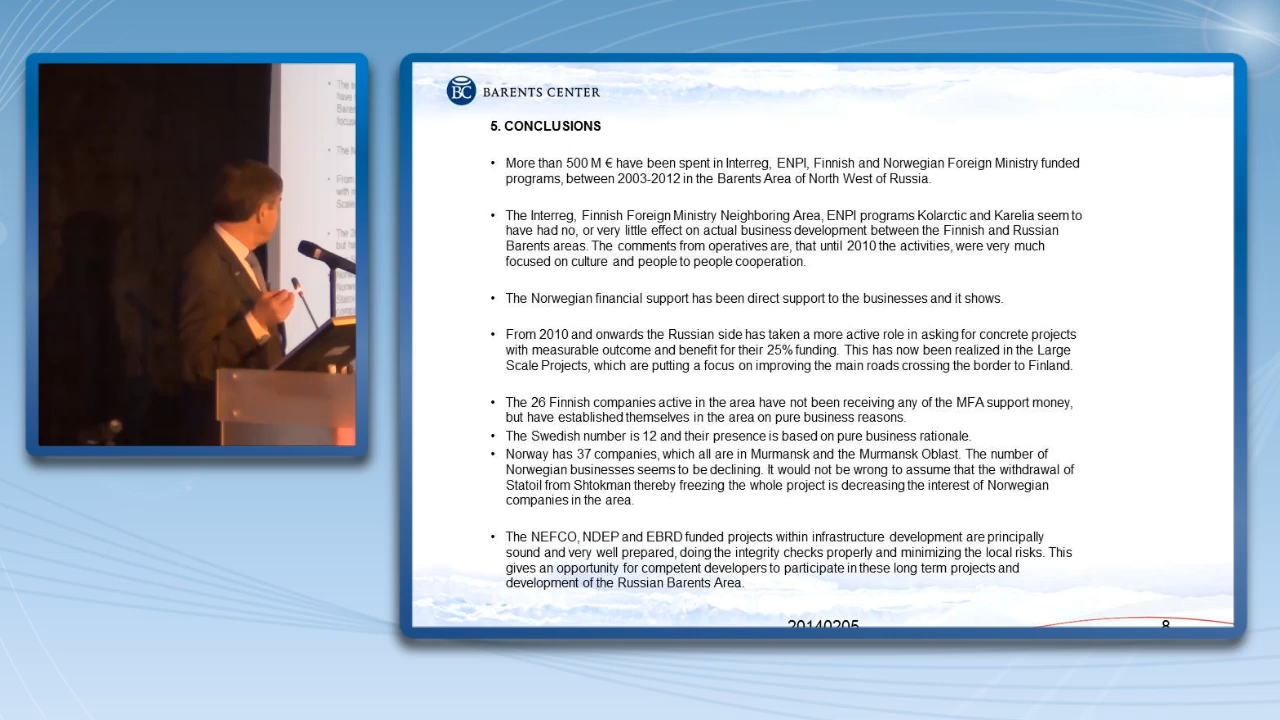 BC BARENTS CENTER
5. CONCLUSIONS
• More than 500 M € have been spent in Interreg, ENPI, Finnish and Norwegian Foreign Ministry funded
programs, between 2003-2012 in the Barents Area of North West of Russia.
• The Interreg, Finnish Foreign Ministry Neighboring Area, ENPI programs Kolarctic and Karelia seem to
have had no, or very little effect on actual business development between the Finnish and Russian
Barents areas. The comments from operatives are, that until 2010 the activities, were very much
focused on culture and people to people cooperation.
• The Norwegian financial support has been direct support to the businesses and it shows.
• From 2010 and onwards the Russian side has taken a more active role in asking for concrete projects
with measurable outcome and benefit for their 25% funding. This has now been realized in the Large
Scale Projects, which are putting a focus on improving the main roads crossing the border to Finland.
• The 26 Finnish companies active in the area have not been receiving any of the MFA support money,
but have established themselves in the area on pure business reasons.
• The Swedish number is 12 and their presence is based on pure business rationale.
• Norway has 37 companies, which all are in Murmansk and the Murmansk Oblast. The number of
Norwegian businesses seems to be declining. It would not be wrong to assume that the withdrawal of
Statoil from Shtokman thereby freezing the whole project is decreasing the interest of Norwegian
companies in the area.
• The NEFCO, NDEP and EBRD funded projects within infrastructure development are principally
sound and very well prepared, doing the integrity checks properly and minimizing the local risks. This
gives an opportunity for competent developers to participate in these long term projects and
development of the Russian Barents Area.
20140205
8